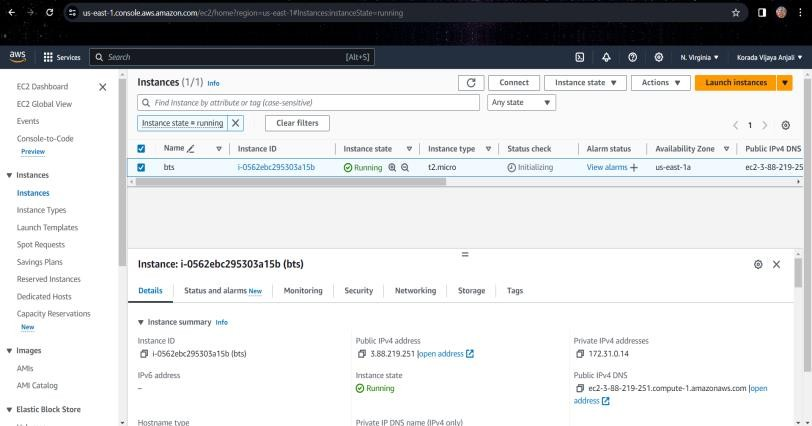 us-east-1.console.aws.amazon.com/ec2/home?region=us-east-1#Instances:instanceState=running
aws
Services
Search
[Alt+S]
N. Virginia
Korada Vijaya Anjali
EC2 Dashboard
EC2 Global View
Events
Console-to-Code
Preview
Instances
Instances
Instance Types
Launch Templates
Spot Requests
Savings Plans
Reserved Instances
Dedicated Hosts
Capacity Reservations
New
Images
AMIs
AMI Catalog
Elastic Block Store
Instances (1/1) Info
Connect
Instance state
Actions
Launch instances
Find Instance by attribute or tag (case-sensitive)
Any state
Instance state = running
Clear filters
1
Name Instance ID Instance state Instance type Status check Alarm status Availability Zone Public IPv4 DNS
bts i-0562ebc295303a15b Running t2.micro Initializing View alarms + us-east-1a ec2-3-88-219-25
Instance: i-0562ebc295303a15b (bts)
Details Status and alarms New Monitoring Security Networking Storage Tags
Instance summary Info
Instance ID
i-0562ebc295303a15b (bts)
Public IPv4 address
3.88.219.251 |open address
Private IPv4 addresses
172.31.0.14
IPv6 address
–
Instance state
Running
Public IPv4 DNS
ec2-3-88-219-251.compute-1.amazonaws.com |open
address
Hostname type
Private IP DNS name (IPv4 only)